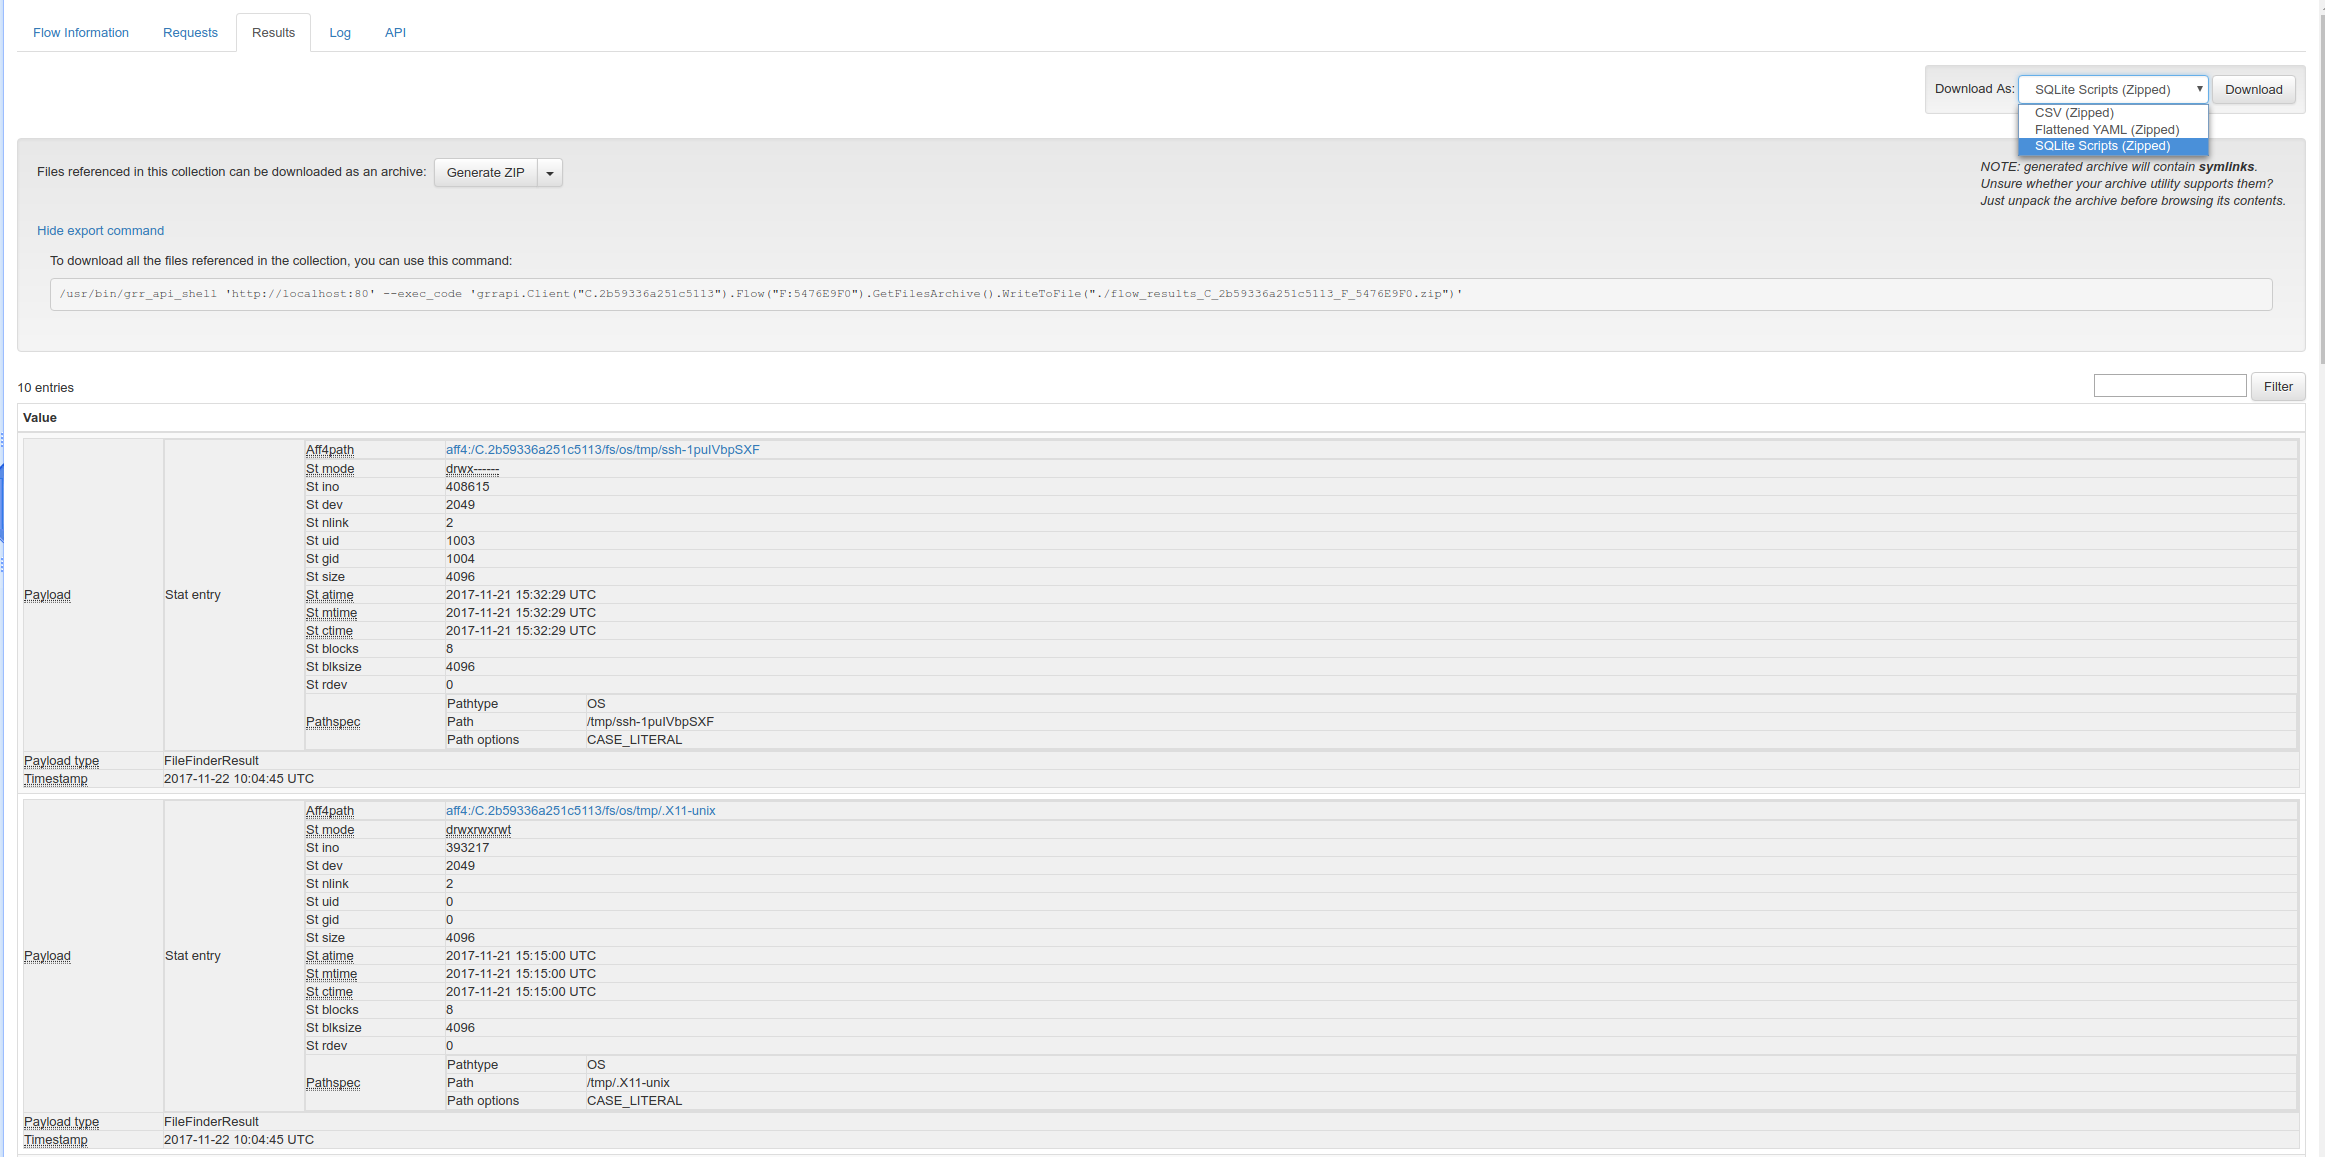 Flow Information Requests Results Log API
Download As: SQLite Scripts (Zipped) Download
CSV (Zipped)
Flattened YAML (Zipped)
SQLite Scripts (Zipped)
Files referenced in this collection can be downloaded as an archive: Generate ZIP
NOTE: generated archive will contain symlinks.
Unsure whether your archive utility supports them?
Just unpack the archive before browsing its contents.
Hide export command
To download all the files referenced in the collection, you can use this command:
/usr/bin/grr_api_shell 'http://localhost:80' --exec_code 'grrapi.Client("C.2b59336a251c5113").Flow("F:5476E9F0").GetFilesArchive().WriteToFile("./flow_results_C_2b59336a251c5113_F_5476E9F0.zip")'
10 entries Filter
Value
Aff4path aff4:/C.2b59336a251c5113/fs/os/tmp/ssh-1puIVbpSXF
St mode drwx------
St ino 408615
St dev 2049
St nlink 2
St uid 1003
St gid 1004
St size 4096
Payload Stat entry St atime 2017-11-21 15:32:29 UTC
St mtime 2017-11-21 15:32:29 UTC
St ctime 2017-11-21 15:32:29 UTC
St blocks 8
St blksize 4096
St rdev 0
Pathtype OS
Pathspec Path /tmp/ssh-1puIVbpSXF
Path options CASE_LITERAL
Payload type FileFinderResult
Timestamp 2017-11-22 10:04:45 UTC
Aff4path aff4:/C.2b59336a251c5113/fs/os/tmp/.X11-unix
St mode drwxrwxrwt
St ino 393217
St dev 2049
St nlink 2
St uid 0
St gid 0
St size 4096
Payload Stat entry St atime 2017-11-21 15:15:00 UTC
St mtime 2017-11-21 15:15:00 UTC
St ctime 2017-11-21 15:15:00 UTC
St blocks 8
St blksize 4096
St rdev 0
Pathtype OS
Pathspec Path /tmp/.X11-unix
Path options CASE_LITERAL
Payload type FileFinderResult
Timestamp 2017-11-22 10:04:45 UTC